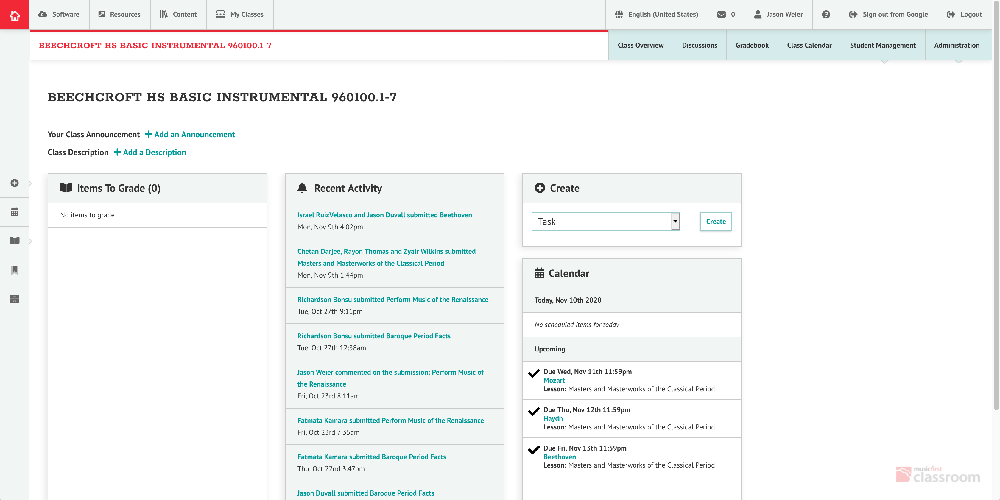 Software
Resources
Content
My Classes
English (United States)
0
Jason Weier
Sign out from Google
Logout
BEECHCROFT HS BASIC INSTRUMENTAL 960100.1-7
Class Overview
Discussions
Gradebook
Class Calendar
Student Management
Administration
BEECHCROFT HS BASIC INSTRUMENTAL 960100.1-7
Your Class Announcement Add an Announcement
Class Description Add a Description
Items To Grade (0)
No items to grade
Recent Activity
Israel RuizVelasco and Jason Duvall submitted Beethoven
Mon, Nov 9th 4:02pm
Chetan Darjee, Rayon Thomas and Zyair Wilkins submitted
Masters and Masterworks of the Classical Period
Mon, Nov 9th 1:44pm
Richardson Bonsu submitted Perform Music of the Renaissance
Tue, Oct 27th 9:11pm
Richardson Bonsu submitted Baroque Period Facts
Tue, Oct 27th 12:38am
Jason Weier commented on the submission: Perform Music of
the Renaissance
Fri, Oct 23rd 8:11am
Fatmata Kamara submitted Perform Music of the Renaissance
Fri, Oct 23rd 7:35am
Fatmata Kamara submitted Baroque Period Facts
Thu, Oct 22nd 3:47pm
Jason Duvall submitted Baroque Period Facts
Create
Task
Create
Calendar
Today, Nov 10th 2020
No scheduled items for today
Upcoming
Due Wed, Nov 11th 11:59pm
Mozart
Lesson: Masters and Masterworks of the Classical Period
Due Thu, Nov 12th 11:59pm
Haydn
Lesson: Masters and Masterworks of the Classical Period
Due Fri, Nov 13th 11:59pm
Beethoven
Lesson: Masters and Masterworks of the Classical Period
musicfirst
classroom